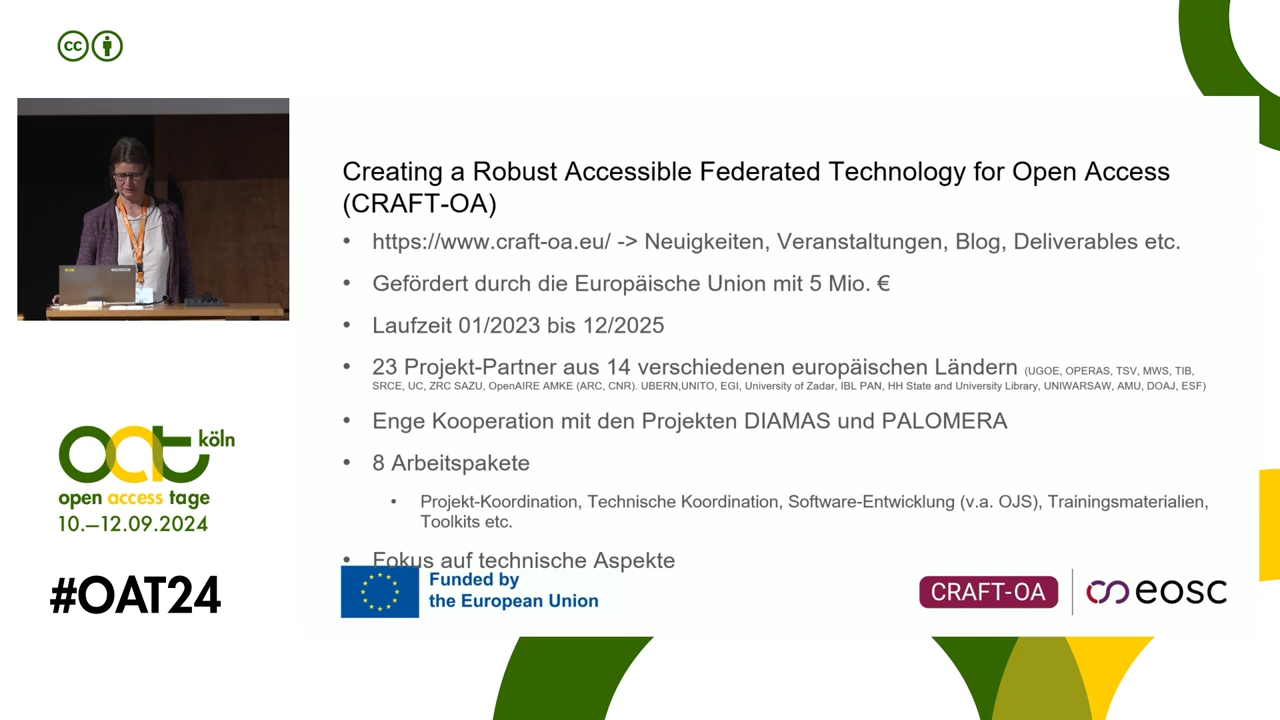 cc
Creating a Robust Accessible Federated Technology for Open Access
(CRAFT-OA)
• https://www.craft-oa.eu/ -> Neuigkeiten, Veranstaltungen, Blog, Deliverables etc.
• Gefördert durch die Europäische Union mit 5 Mio. €
• Laufzeit 01/2023 bis 12/2025
• 23 Projekt-Partner aus 14 verschiedenen europäischen Ländern (UGOE, OPERAS, TSV, MWS, TIB,
SRCE, UC, ZRC SAZU, OpenAIRE AMKE (ARC, CNR). UBERN,UNITO, EGI, University of Zadar, IBL PAN, HH State and University Library, UNIWARSAW, AMU, DOAJ, ESF)
• Enge Kooperation mit den Projekten DIAMAS und PALOMERA
• 8 Arbeitspakete
• Projekt-Koordination, Technische Koordination, Software-Entwicklung (v.a. OJS), Trainingsmaterialien,
Toolkits etc.
• Fokus auf technische Aspekte
Funded by
the European Union
CRAFT-OA
eosc
oat köln
open access tage
10.–12.09.2024
#OAT24